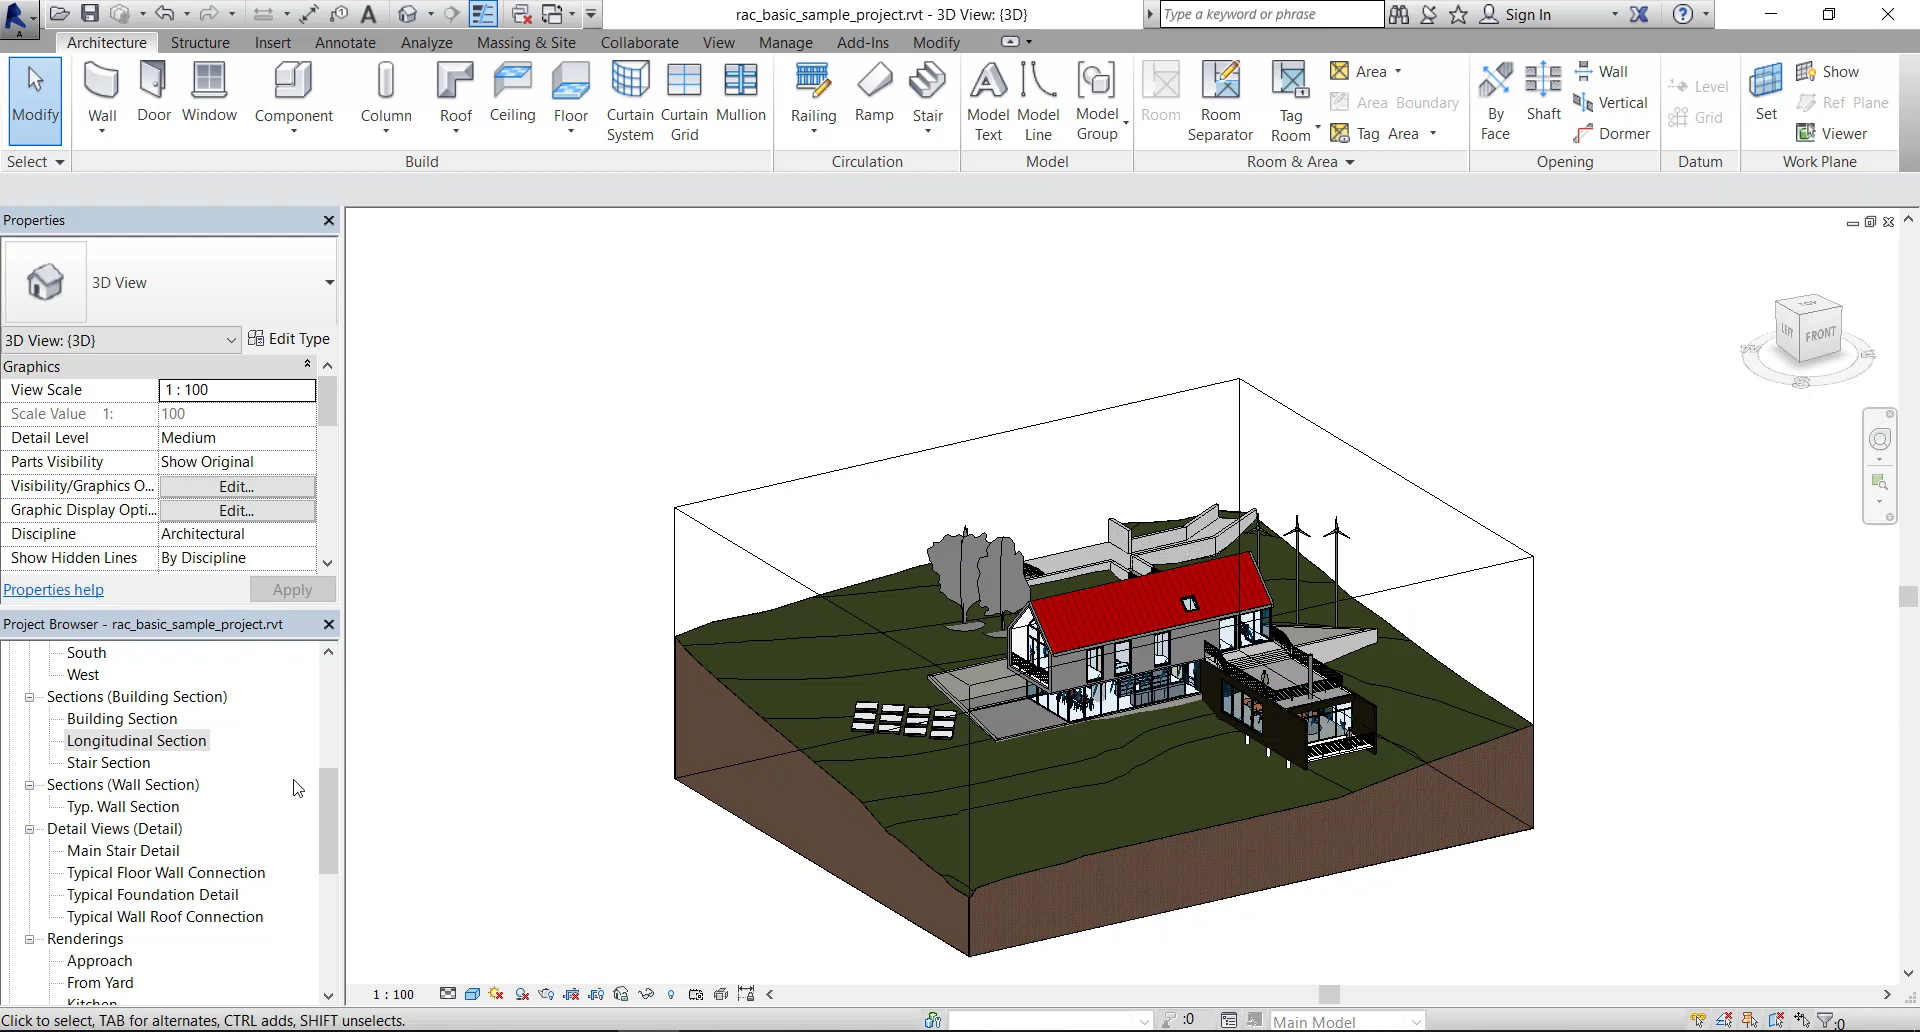 rac_basic_sample_project.rvt - 3D View: {3D}
Type a keyword or phrase
Sign In
Architecture Structure Insert Annotate Analyze Massing & Site Collaborate View Manage Add-Ins Modify
Modify
Wall
Door
Window
Component
Column
Roof
Ceiling
Floor
Curtain System
Curtain Grid
Mullion
Railing
Ramp
Stair
Model Text
Model Line
Model Group
Room
Room Separator
Tag Room
Area
Area Boundary
Tag Area
By Face
Shaft
Wall
Vertical
Dormer
Level
Grid
Set
Show
Ref Plane
Viewer
Select
Build
Circulation
Model
Room & Area
Opening
Datum
Work Plane
Properties
3D View
3D View: {3D}
Edit Type
Graphics
View Scale 1 : 100
Scale Value 1: 100
Detail Level Medium
Parts Visibility Show Original
Visibility/Graphics O... Edit...
Graphic Display Opti... Edit...
Discipline Architectural
Show Hidden Lines By Discipline
Properties help
Apply
Project Browser - rac_basic_sample_project.rvt
South
West
Sections (Building Section)
Building Section
Longitudinal Section
Stair Section
Sections (Wall Section)
Typ. Wall Section
Detail Views (Detail)
Main Stair Detail
Typical Floor Wall Connection
Typical Foundation Detail
Typical Wall Roof Connection
Renderings
Approach
From Yard
Kitchen
TOP
LEFT
FRONT
1 : 100
Click to select, TAB for alternates, CTRL adds, SHIFT unselects.
:0
Main Model
:0